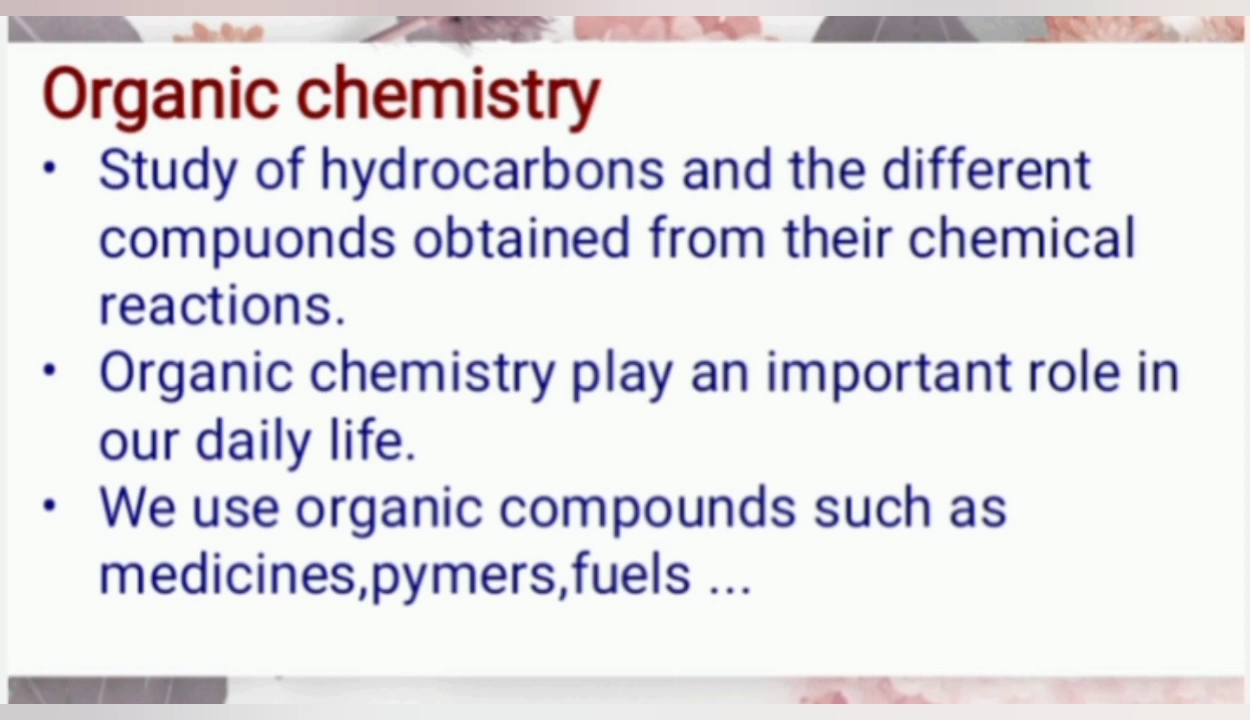 Organic chemistry
• Study of hydrocarbons and the different
compuonds obtained from their chemical
reactions.
• Organic chemistry play an important role in
our daily life.
• We use organic compounds such as
medicines,pymers,fuels ...